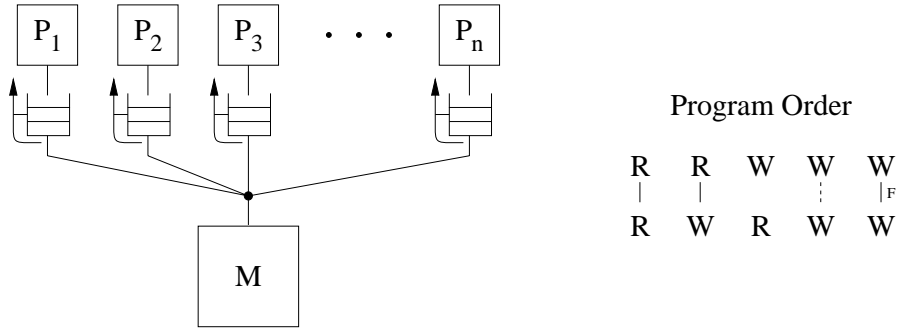 P1 P2 P3 . . . Pn
Program Order
R R W W W
F
R W R W W
M